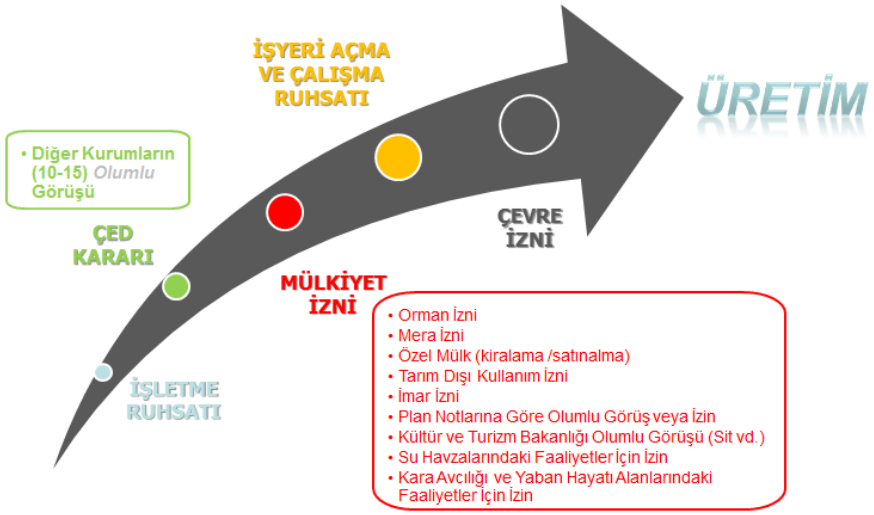 İŞYERİ AÇMA
VE ÇALIŞMA
RUHSATI
ÜRETİM
• Diğer Kurumların
(10-15) Olumlu
Görüşü
ÇED
KARARI
ÇEVRE
İZNİ
MÜLKİYET
İZNİ
İŞLETME
RUHSATI
• Orman İzni
• Mera İzni
• Özel Mülk (kiralama /satınalma)
• Tarım Dışı Kullanım İzni
• İmar İzni
• Plan Notlarına Göre Olumlu Görüş veya İzin
• Kültür ve Turizm Bakanlığı Olumlu Görüşü (Sit vd.)
• Su Havzalarındaki Faaliyetler İçin İzin
• Kara Avcılığı ve Yaban Hayatı Alanlarındaki
Faaliyetler İçin İzin